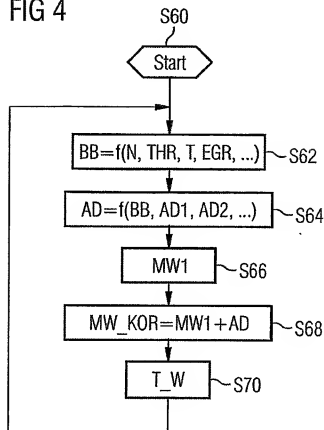 FIG 4
S60
Start
BB=f(N, THR, T, EGR, ...)
S62
AD=f(BB, AD1, AD2, ...)
S64
MW1
S66
MW_KOR=MW1+AD
S68
T_W
S70